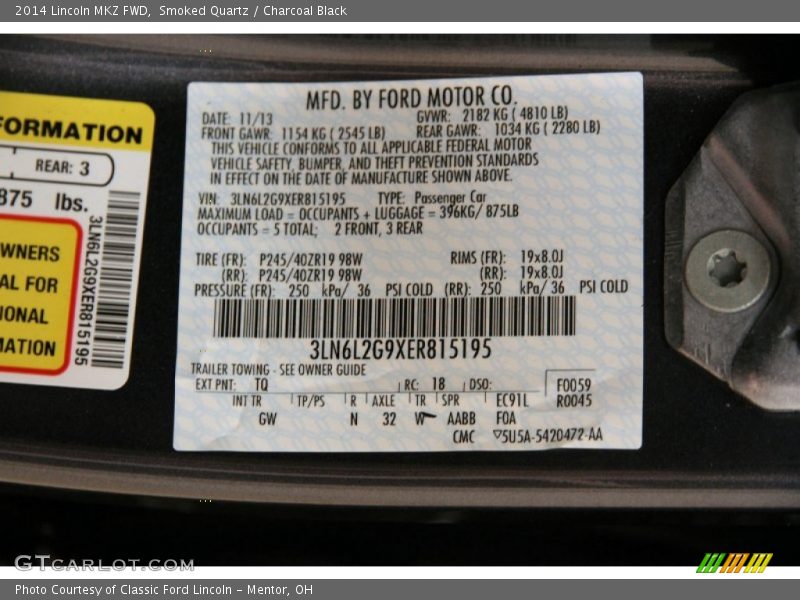 2014 Lincoln MKZ FWD, Smoked Quartz / Charcoal Black
FORMATION
REAR: 3
875 lbs.
WNERS
AL FOR
IONAL
MATION
3LN6L2G9XER815195
MFD. BY FORD MOTOR CO.
DATE: 11/13 GVWR: 2182 KG ( 4810 LB)
FRONT GAWR: 1154 KG ( 2545 LB) REAR GAWR: 1034 KG ( 2280 LB)
THIS VEHICLE CONFORMS TO ALL APPLICABLE FEDERAL MOTOR
VEHICLE SAFETY, BUMPER, AND THEFT PREVENTION STANDARDS
IN EFFECT ON THE DATE OF MANUFACTURE SHOWN ABOVE.
VIN: 3LN6L2G9XER815195 TYPE: Passenger Car
MAXIMUM LOAD = OCCUPANTS + LUGGAGE = 396KG/ 875LB
OCCUPANTS = 5 TOTAL; 2 FRONT, 3 REAR
TIRE (FR): P245/40ZR19 98W RIMS (FR): 19x8.0J
(RR): P245/40ZR19 98W (RR): 19x8.0J
PRESSURE (FR): 250 kPa/ 36 PSI COLD (RR): 250 kPa/ 36 PSI COLD
3LN6L2G9XER815195
TRAILER TOWING - SEE OWNER GUIDE
EXT PNT: TQ RC: 18 DSO: F0059
INT TR TP/PS R AXLE TR SPR EC91L R0045
GW N 32 W AABB FOA
CMC 5U5A-5420472-AA
GTCARLOT.COM
Photo Courtesy of Classic Ford Lincoln - Mentor, OH